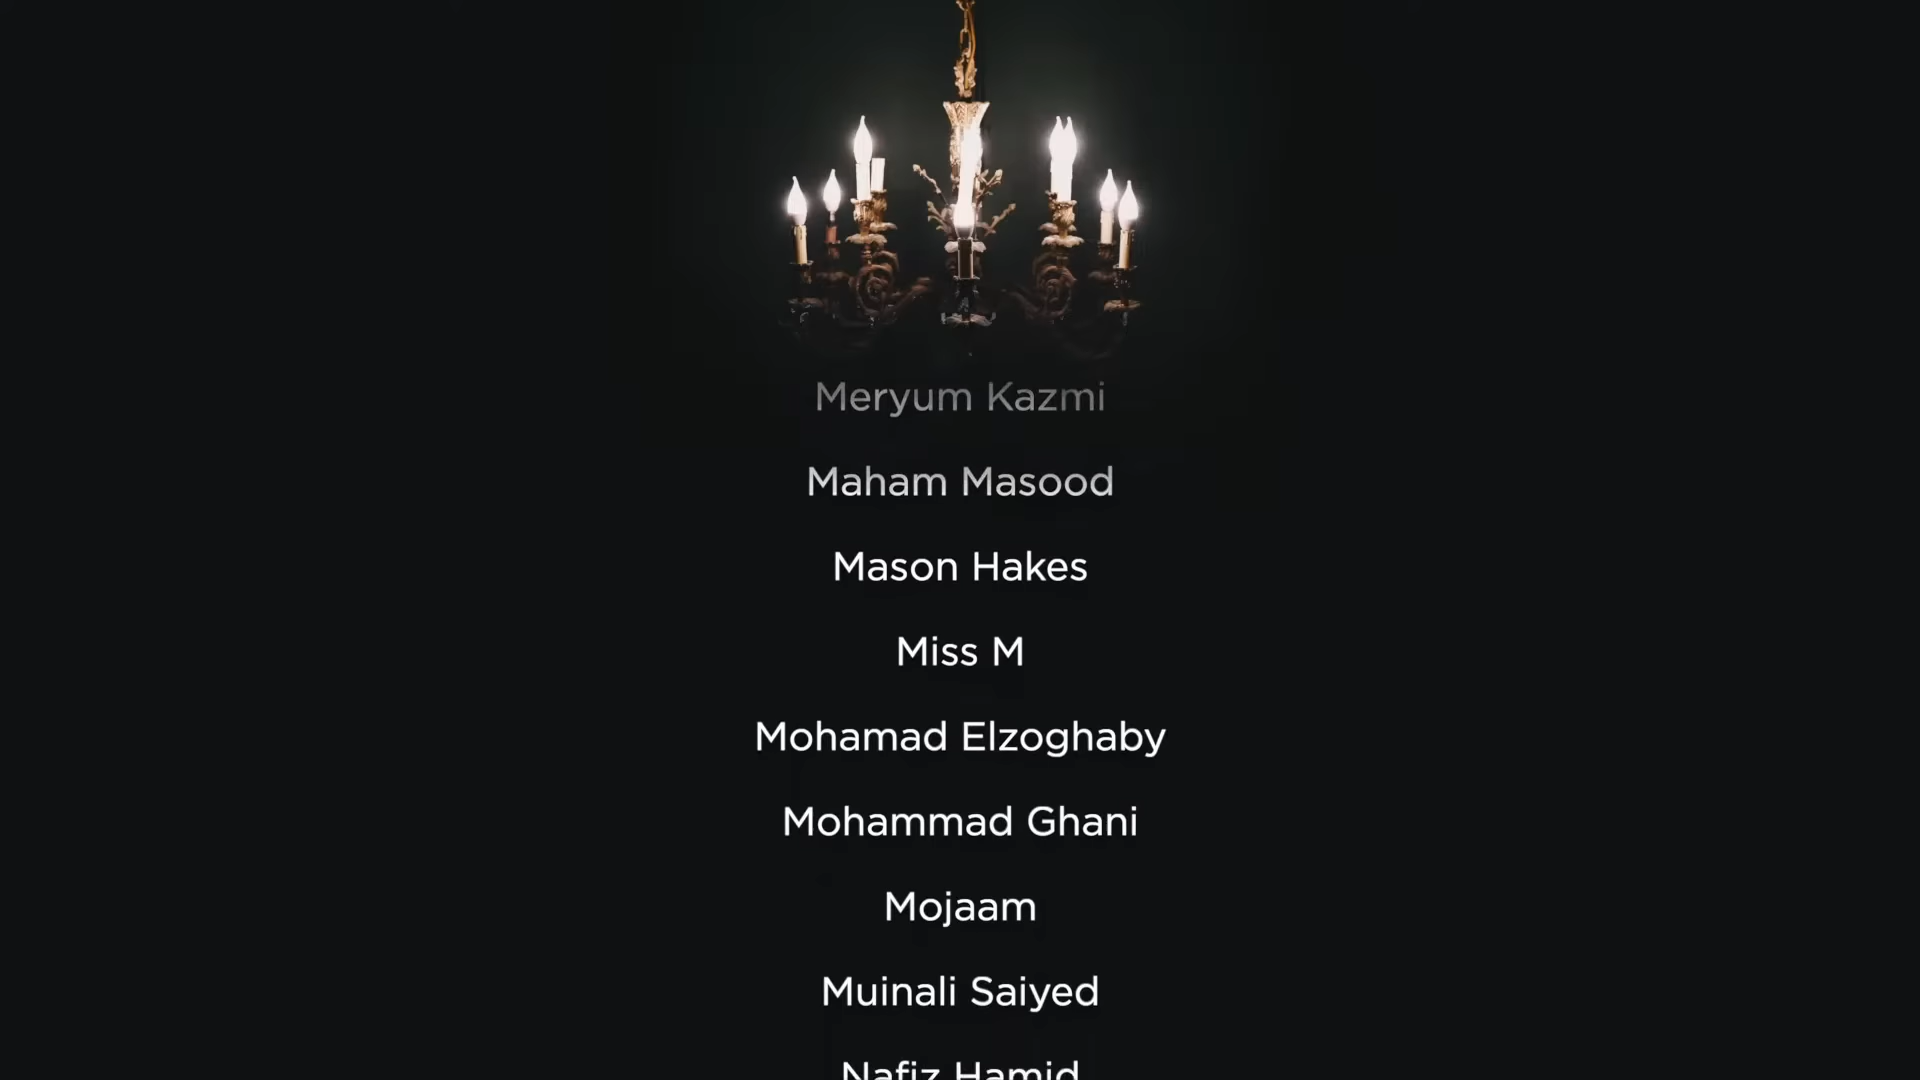 Meryum Kazmi
Maham Masood
Mason Hakes
Miss M
Mohamad Elzoghaby
Mohammad Ghani
Mojaam
Muinali Saiyed
Nafiz Hamid